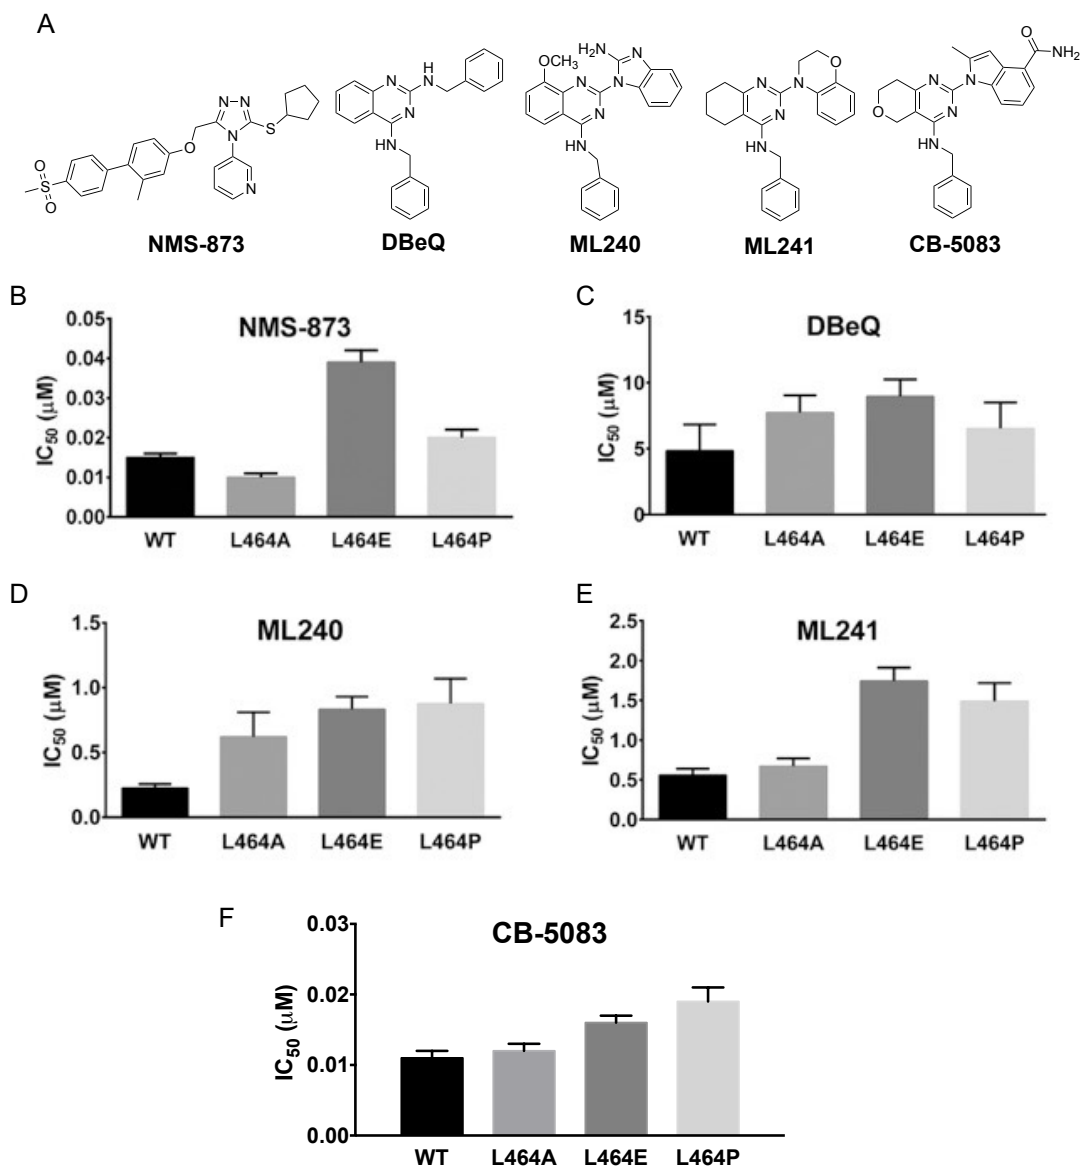 A
NMS-873
DBeQ
ML240
ML241
CB-5083
N N
N
S
O
N
O
S
O
N
HN
N
HN
OCH3
N
N
HN
H2N
N
N
N
N
HN
N
O
O
N
N
HN
N
O
NH2
B
NMS-873
IC50 (μM)
0.05
0.04
0.03
0.02
0.01
0.00
WT L464A L464E L464P
C
DBeQ
IC50 (μM)
15
10
5
0
WT L464A L464E L464P
D
ML240
IC50 (μM)
1.5
1.0
0.5
0.0
WT L464A L464E L464P
E
ML241
IC50 (μM)
2.5
2.0
1.5
1.0
0.5
0.0
WT L464A L464E L464P
F
CB-5083
IC50 (μM)
0.03
0.02
0.01
0.00
WT L464A L464E L464P